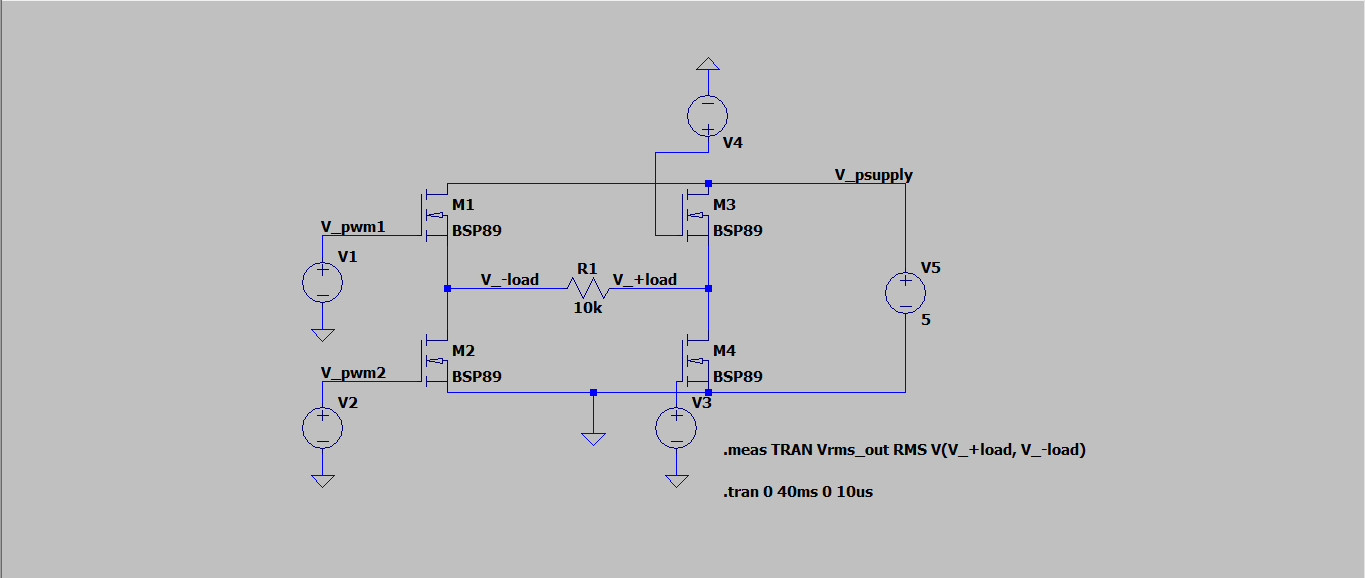 V4
V_psupply
M1
M3
V_pwm1
BSP89
BSP89
V1
V5
R1
V_-load
V_+load
10k
5
M2
M4
V_pwm2
BSP89
BSP89
V2
V3
.meas TRAN Vrms_out RMS V(V_+load, V_-load)
.tran 0 40ms 0 10us